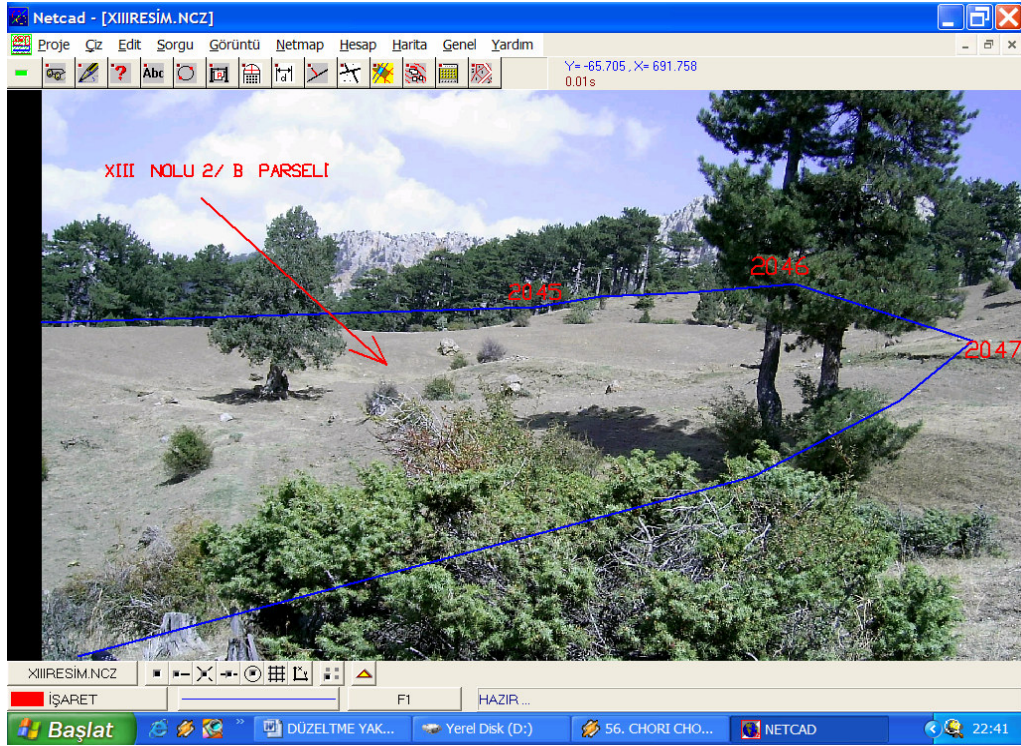 Netcad - [XIIIRESİM.NCZ]
Proje Çiz Edit Sorgu Görüntü Netmap Hesap Harita Genel Yardım
Abc
Y= -65.705 , X= 691.758
0.01 s
XIII NOLU 2/ B PARSELİ
2046
2045
2047
XIIIRESİM.NCZ
İŞARET F1 HAZIR ...
Başlat DÜZELTME YAK... Yerel Disk (D:) 56. CHORI CHO... NETCAD 22:41